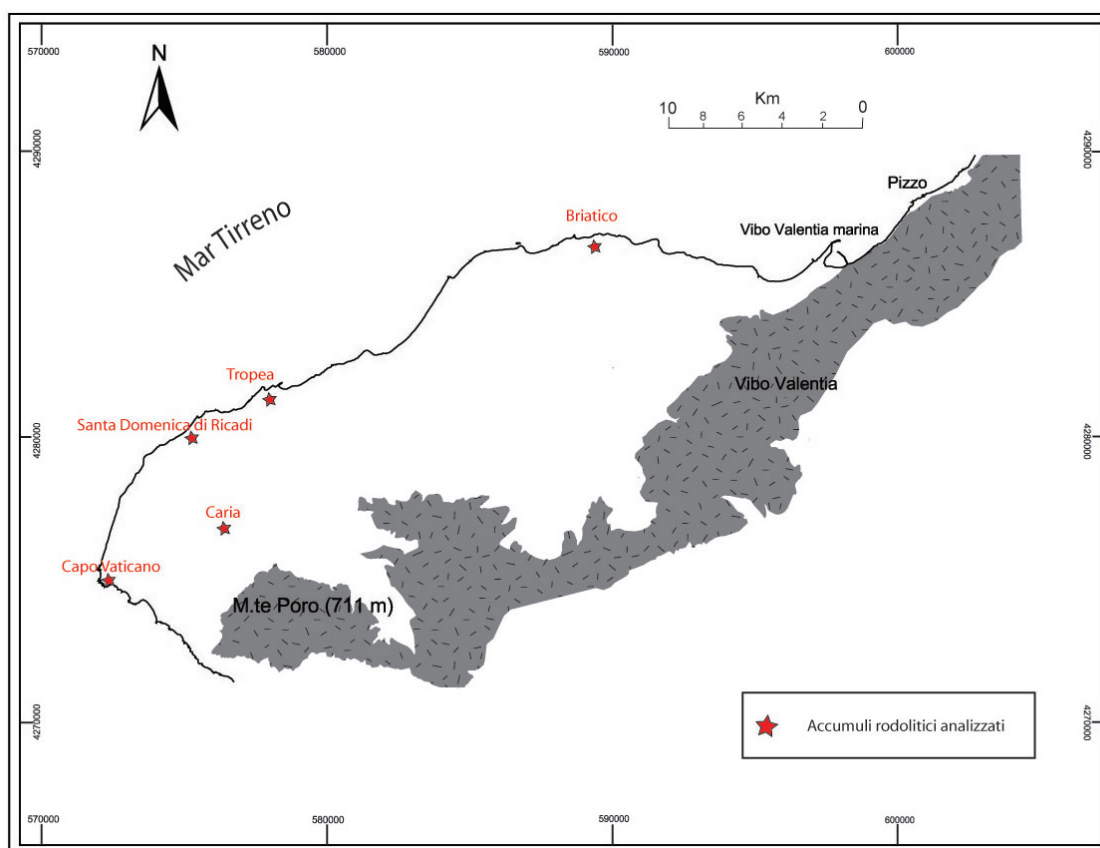 570000
580000
590000
600000
N
Km
10 8 6 4 2 0
4290000
4290000
Pizzo
Mar Tirreno
Briatico
Vibo Valentia marina
Tropea
Vibo Valentia
Santa Domenica di Ricadi
4280000
4280000
Caria
Capo Vaticano
M.te Poro (711 m)
4270000
4270000
Accumuli rodolitici analizzati
570000
580000
590000
600000